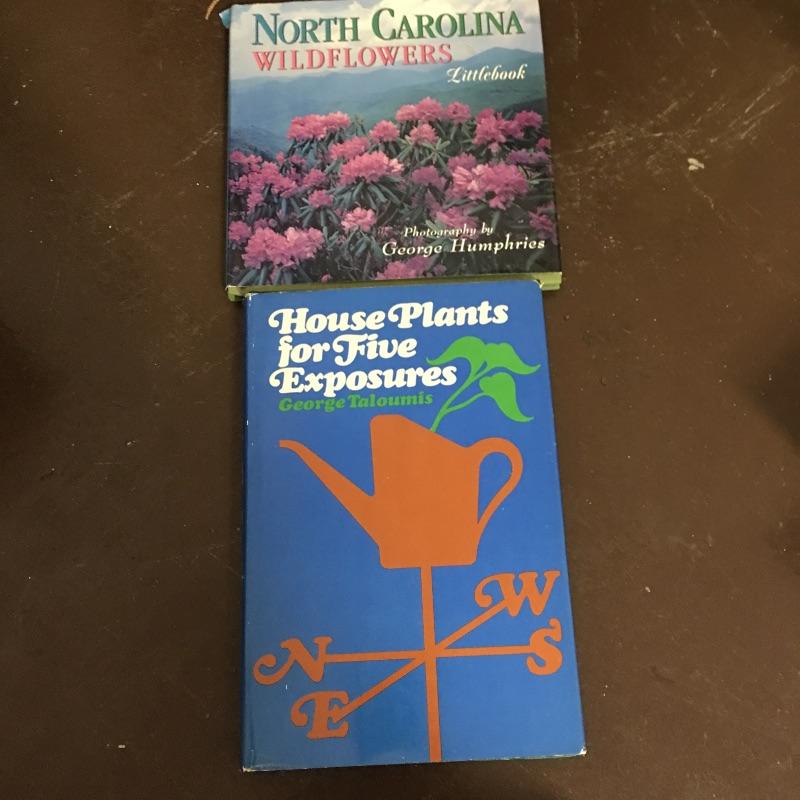 NORTH CAROLINA
WILDFLOWERS
Littlebook
Photography by
George Humphries
House Plants
for Five
Exposures
George Taloumis
W
N
S
E